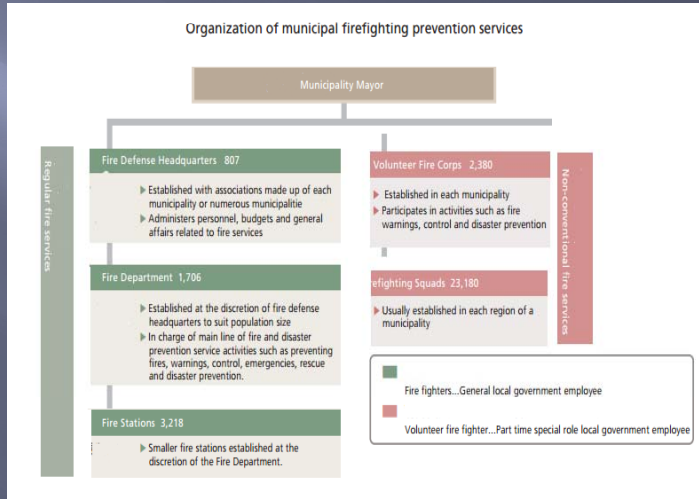 Organization of municipal firefighting prevention services
Municipality Mayor
Regular fire services
Fire Defense Headquarters 807
Established with associations made up of each
municipality or numerous municipalitie
Administers personnel, budgets and general
affairs related to fire services
Fire Department 1,706
Established at the discretion of fire defense
headquarters to suit population size
In charge of main line of fire and disaster
prevention service activities such as preventing
fires, warnings, control, emergencies, rescue
and disaster prevention.
Fire Stations 3,218
Smaller fire stations established at the
discretion of the Fire Department.
Volunteer Fire Corps 2,380
Established in each municipality
Participates in activities such as fire
warnings, control and disaster prevention
refighting Squads 23,180
Usually established in each region of a
municipality
Non-conventional fire services
Fire fighters...General local government employee
Volunteer fire fighter...Part time special role local government employee